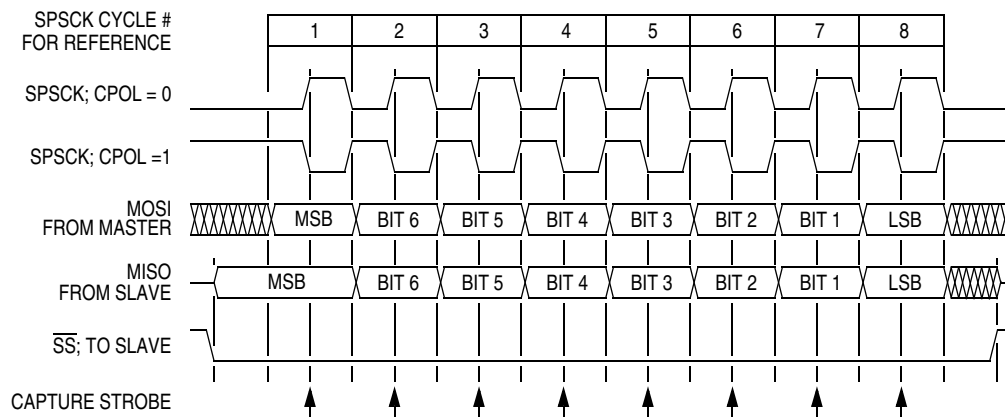 SPSCK CYCLE #
FOR REFERENCE
1 2 3 4 5 6 7 8
SPSCK; CPOL = 0
SPSCK; CPOL =1
MOSI
FROM MASTER
MSB BIT 6 BIT 5 BIT 4 BIT 3 BIT 2 BIT 1 LSB
MISO
FROM SLAVE
MSB BIT 6 BIT 5 BIT 4 BIT 3 BIT 2 BIT 1 LSB
SS; TO SLAVE
CAPTURE STROBE